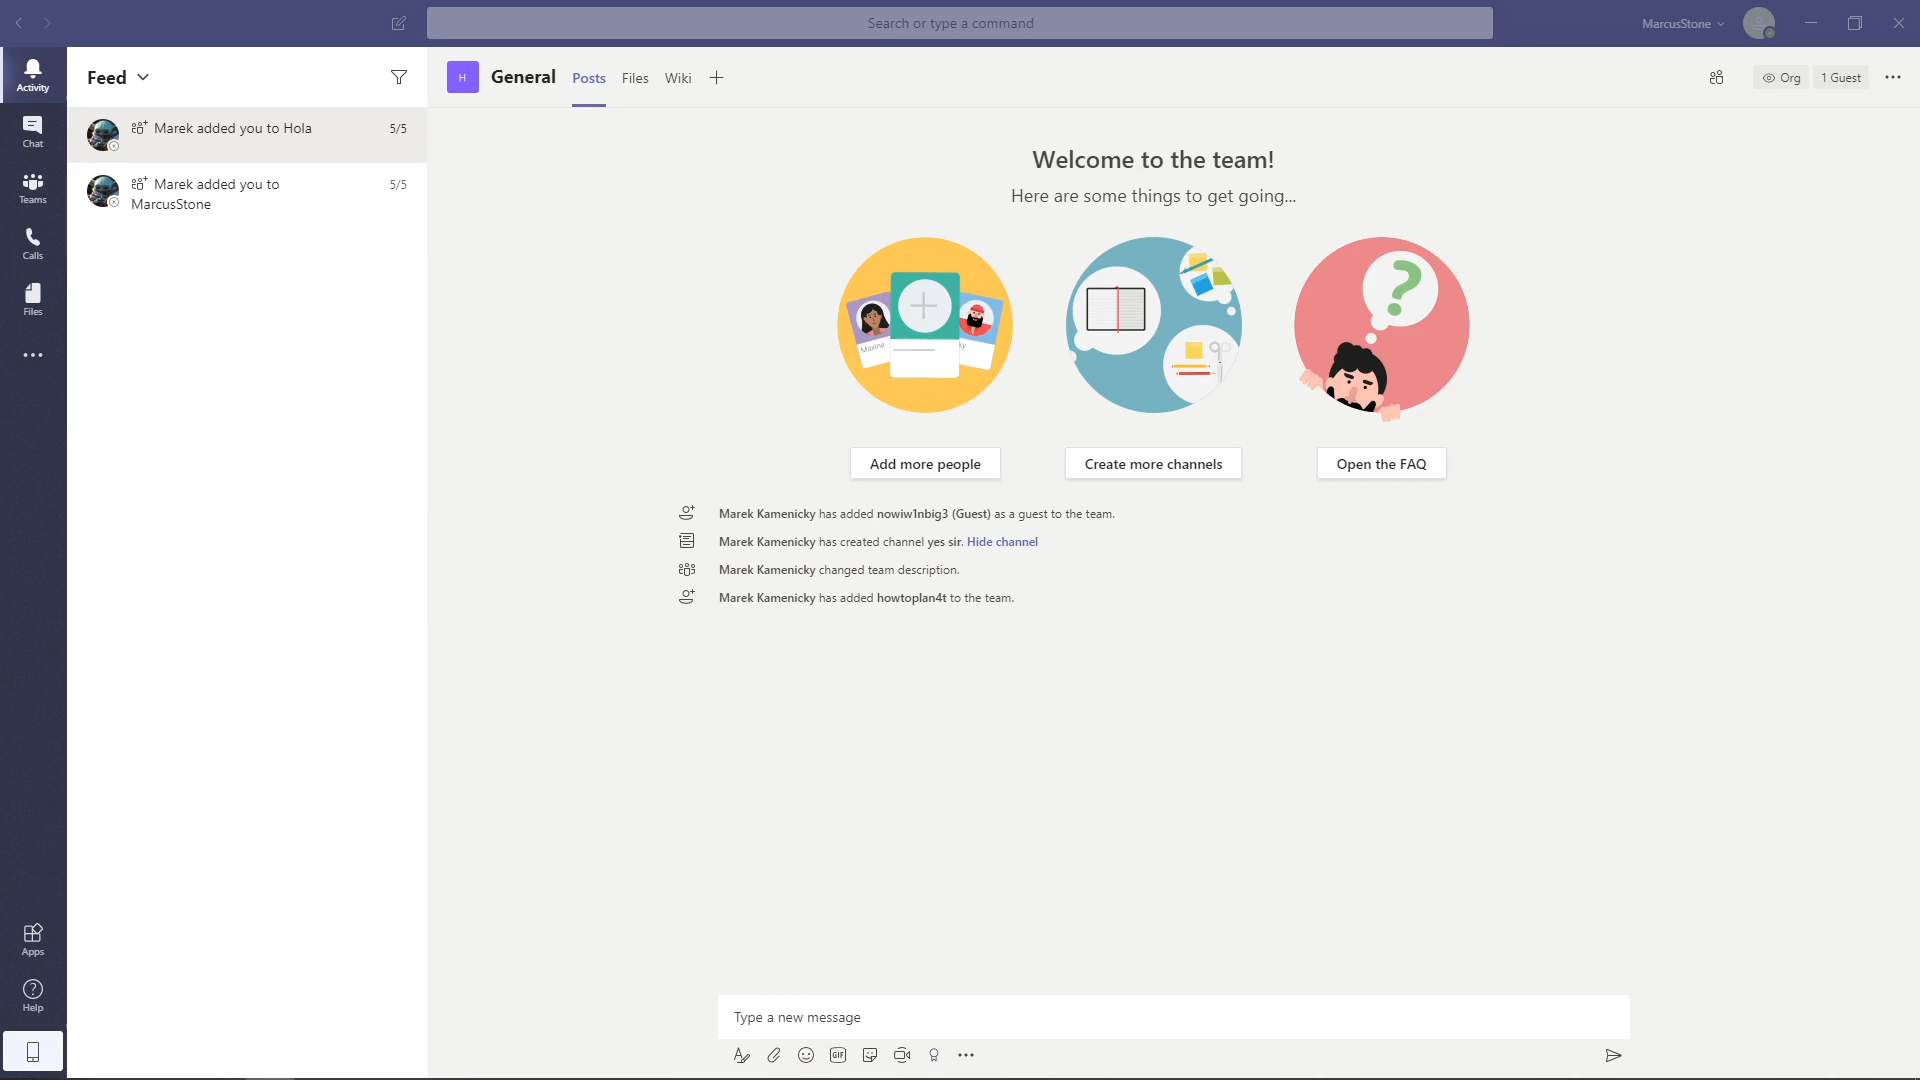 Search or type a command
MarcusStone
Activity
Chat
Teams
Calls
Files
Apps
Help
Feed
Marek added you to Hola 5/5
Marek added you to 5/5
MarcusStone
H General Posts Files Wiki
Org 1 Guest
Welcome to the team!
Here are some things to get going...
Maxine ky
Add more people Create more channels Open the FAQ
Marek Kamenicky has added nowiw1nbig3 (Guest) as a guest to the team.
Marek Kamenicky has created channel yes sir. Hide channel
Marek Kamenicky changed team description.
Marek Kamenicky has added howtoplan4t to the team.
Type a new message
GIF